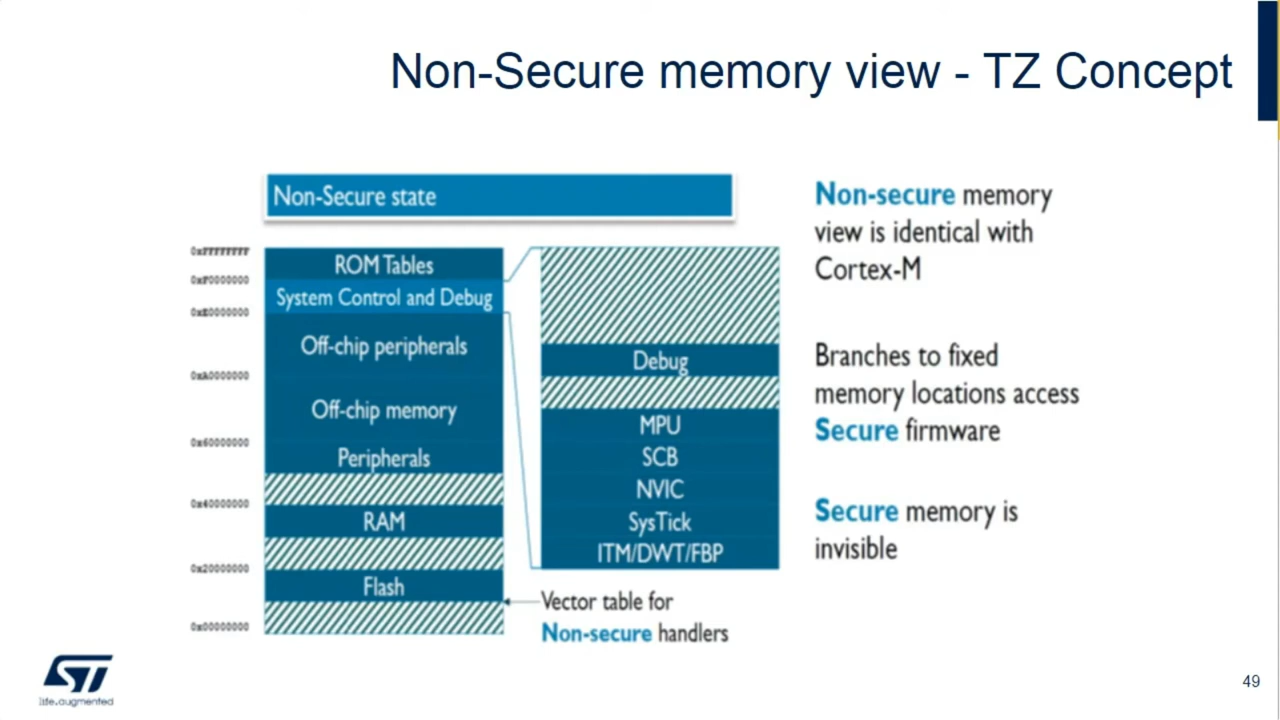 Non-Secure memory view - TZ Concept
Non-Secure state
0xFFFFFFFF
0xF0000000
0xE0000000
0xA0000000
0x60000000
0x40000000
0x20000000
0x00000000
ROM Tables
System Control and Debug
Off-chip peripherals
Off-chip memory
Peripherals
RAM
Flash
Debug
MPU
SCB
NVIC
SysTick
ITM/DWT/FBP
Vector table for
Non-secure handlers
Non-secure memory
view is identical with
Cortex-M
Branches to fixed
memory locations access
Secure firmware
Secure memory is
invisible
ST
life.augmented
49